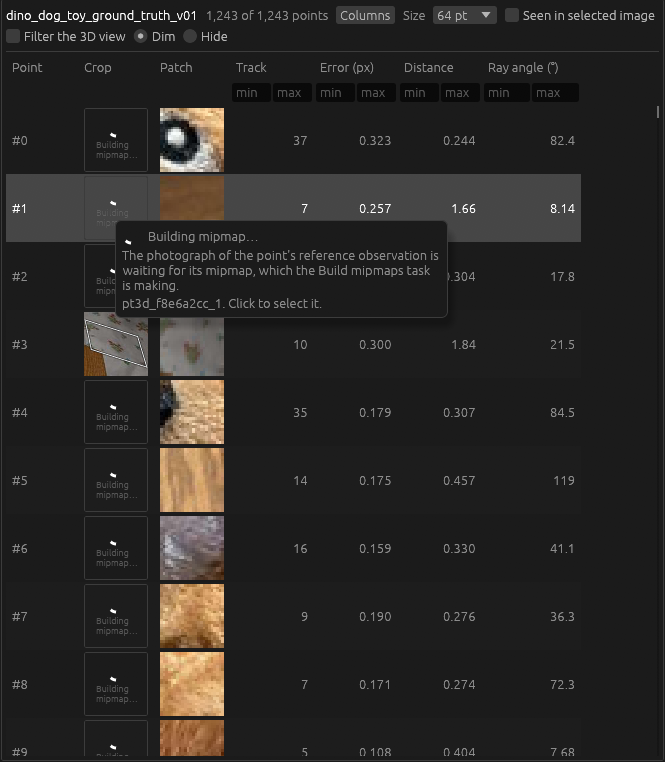 dino_dog_toy_ground_truth_v01 1,243 of 1,243 points Columns Size 64 pt Seen in selected image
Filter the 3D view Dim Hide
Point Crop Patch Track Error (px) Distance Ray angle (°)
min max min max min max min max
#0 Building mipmap... 37 0.323 0.244 82.4
#1 Building 7 0.257 1.66 8.14
Building mipmap...
The photograph of the point's reference observation is
waiting for its mipmap, which the Build mipmaps task
is making.
pt3d_f8e6a2cc_1. Click to select it.
#2 0.304 17.8
#3 10 0.300 1.84 21.5
#4 Building mipmap... 35 0.179 0.307 84.5
#5 Building mipmap... 14 0.175 0.457 119
#6 Building mipmap... 16 0.159 0.330 41.1
#7 Building mipmap... 9 0.190 0.276 36.3
#8 Building mipmap... 7 0.171 0.274 72.3
#9 Building 5 0.108 0.404 7.68